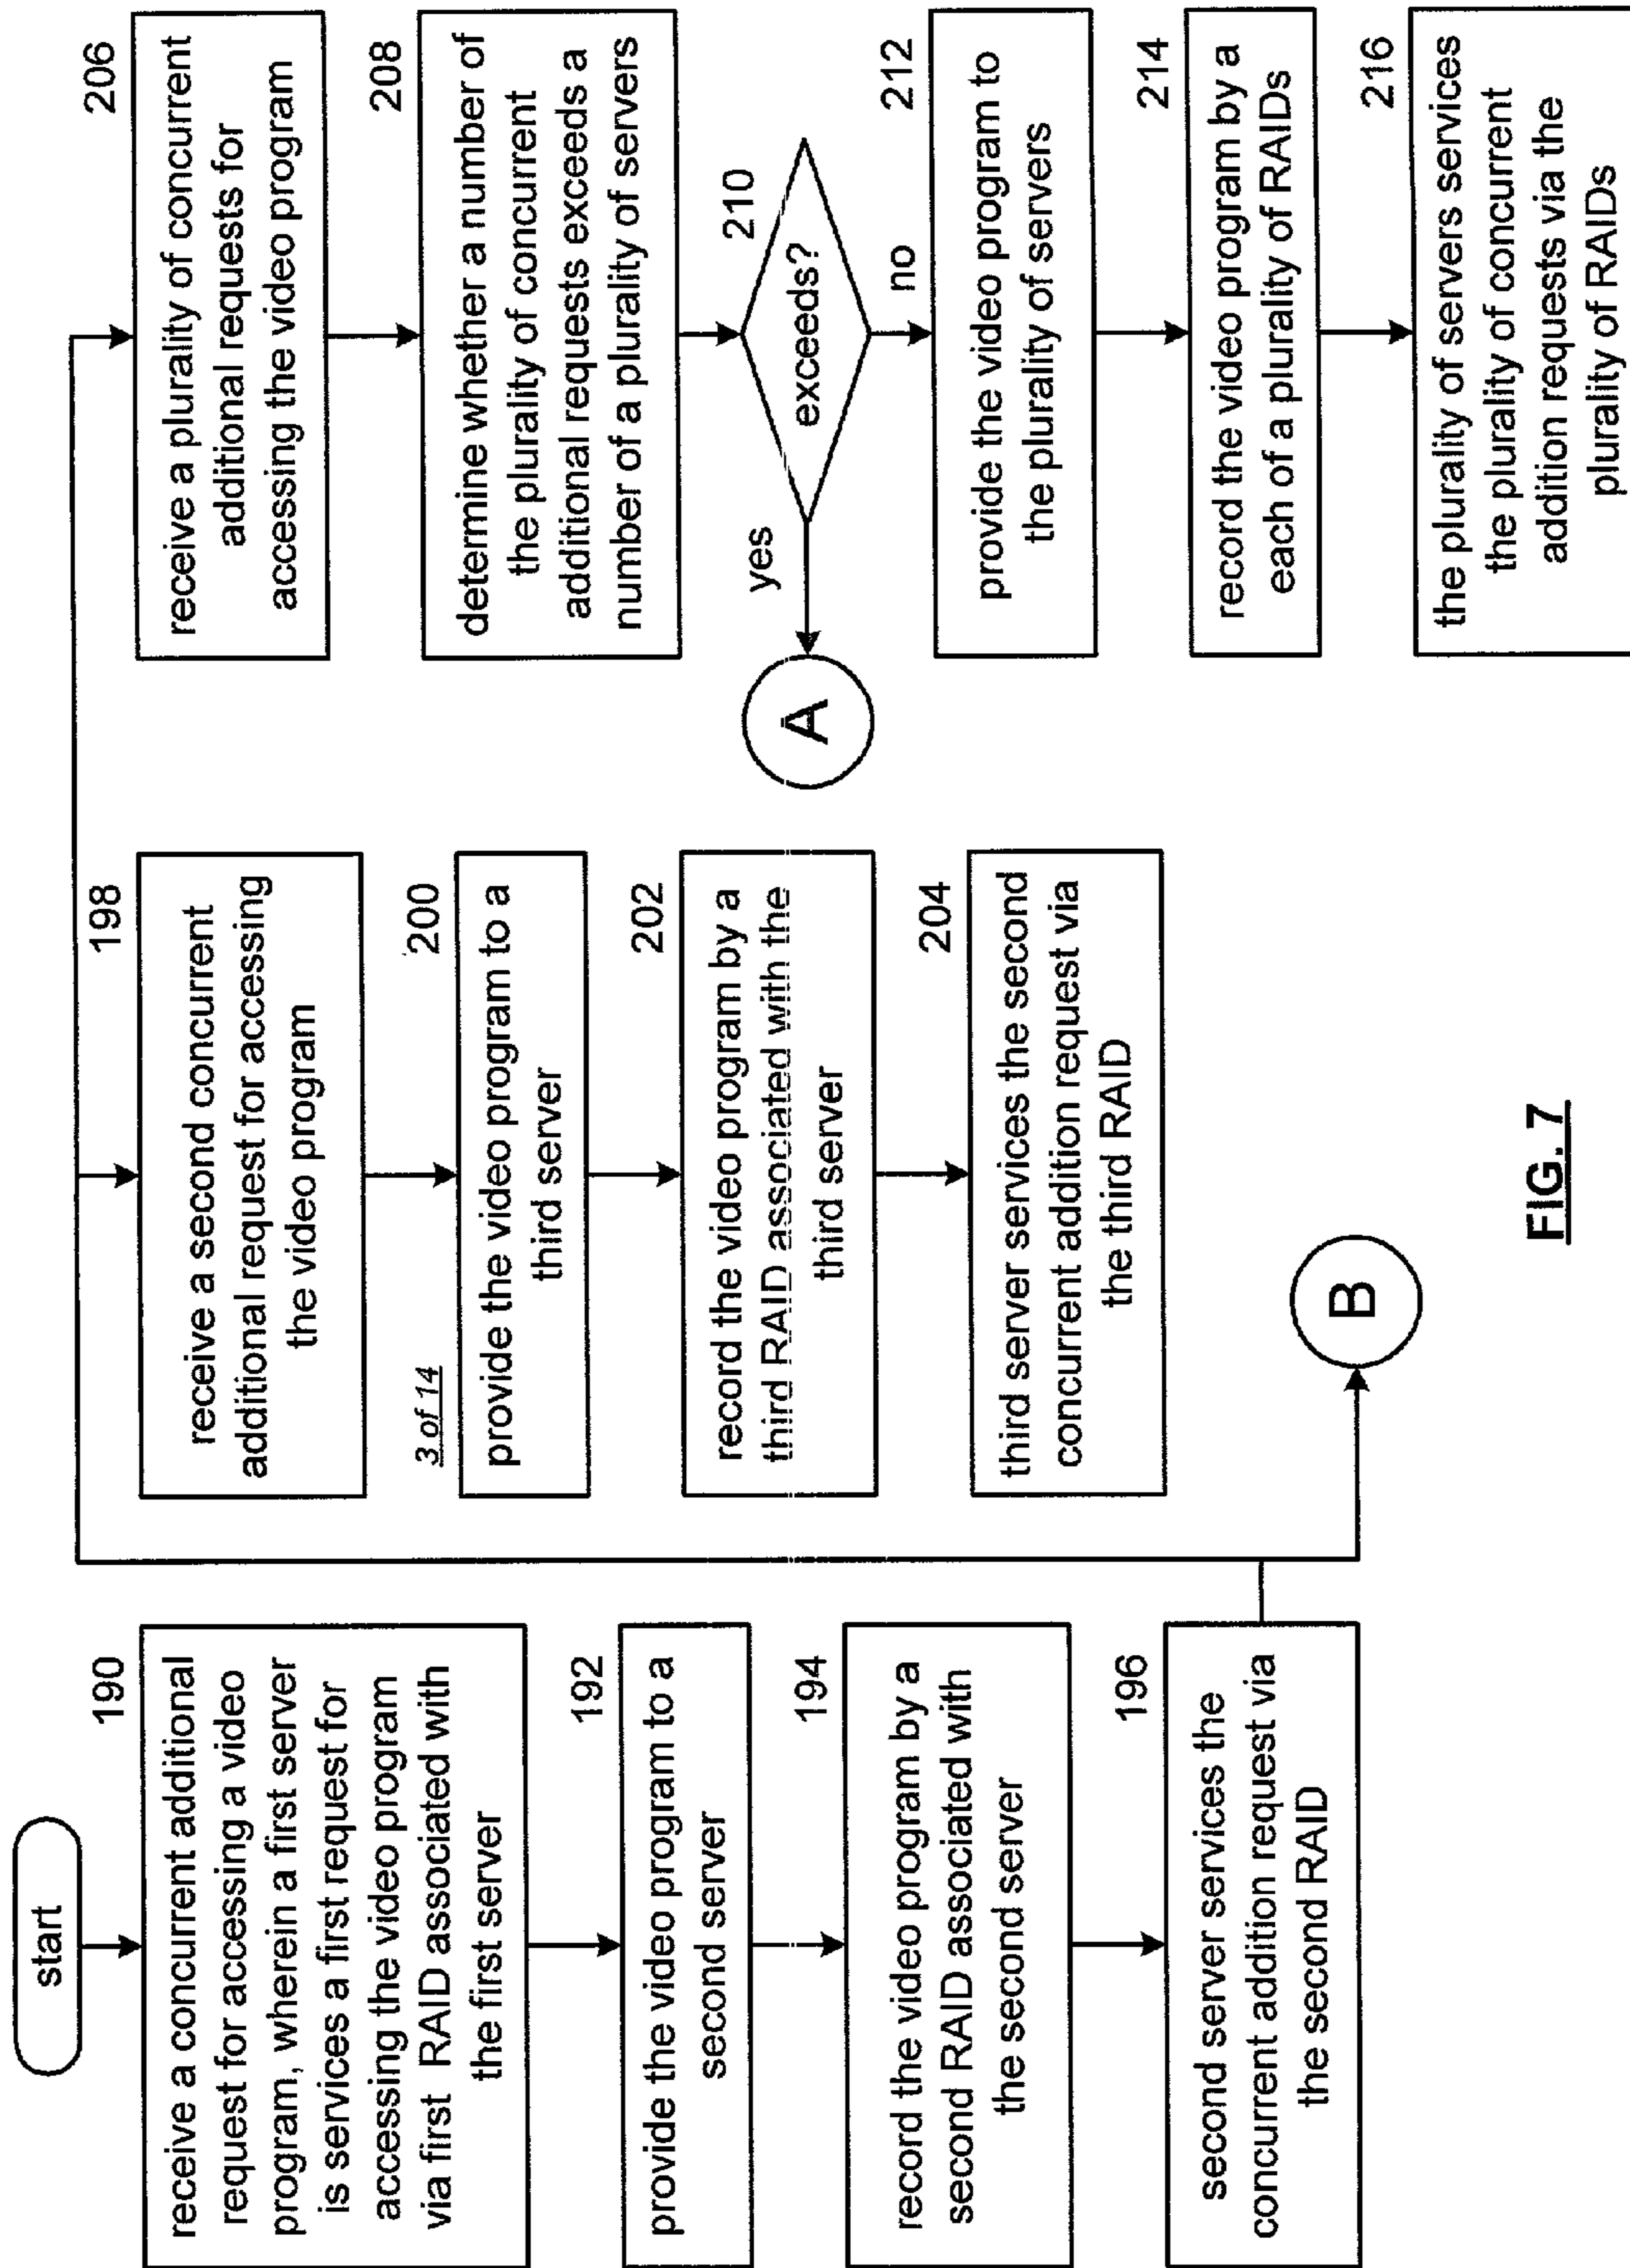 start
190
receive a concurrent additional
request for accessing a video
program, wherein a first server
is services a first request for
accessing the video program
via first RAID associated with
the first server
192
provide the video program to a
second server
194
record the video program by a
second RAID associated with
the second server
196
second server services the
concurrent addition request via
the second RAID
198
receive a second concurrent
additional request for accessing
the video program
3 of 14
200
provide the video program to a
third server
202
record the video program by a
third RAID associated with the
third server
204
third server services the second
concurrent addition request via
the third RAID
B
206
receive a plurality of concurrent
additional requests for
accessing the video program
208
determine whether a number of
the plurality of concurrent
additional requests exceeds a
number of a plurality of servers
210
exceeds?
yes
A
no
212
provide the video program to
the plurality of servers
214
record the video program by a
each of a plurality of RAIDs
216
the plurality of servers services
the plurality of concurrent
addition requests via the
plurality of RAIDs
FIG. 7